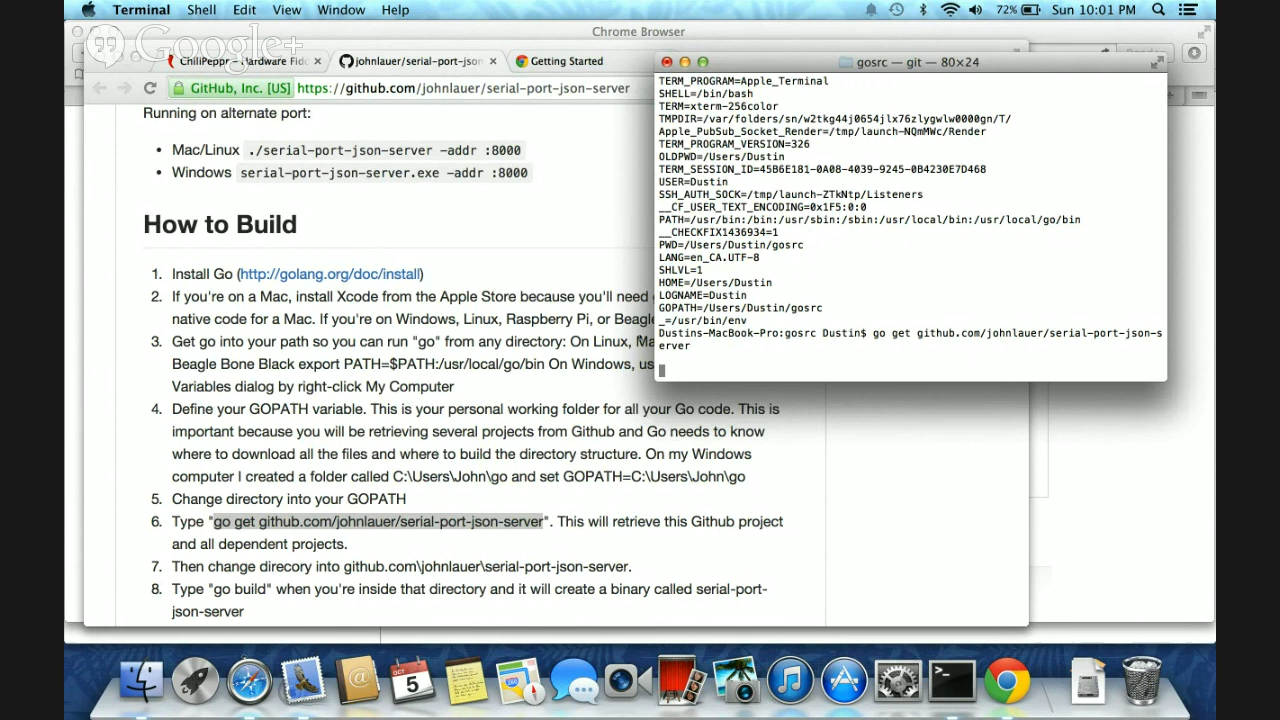 Terminal Shell Edit View Window Help 72% Sun 10:01 PM
Google+
Chrome Browser
ChiliPeppr - Hardware Fidd
johnlauer/serial-port-json-
Getting Started
GitHub, Inc. [US] https://github.com/johnlauer/serial-port-json-server
Running on alternate port:
• Mac/Linux ./serial-port-json-server -addr :8000
• Windows serial-port-json-server.exe -addr :8000
How to Build
1. Install Go (http://golang.org/doc/install)
2. If you're on a Mac, install Xcode from the Apple Store because you'll need
native code for a Mac. If you're on Windows, Linux, Raspberry Pi, or Beagle
3. Get go into your path so you can run "go" from any directory: On Linux,
Beagle Bone Black export PATH=$PATH:/usr/local/go/bin On Windows,
Variables dialog by right-click My Computer
4. Define your GOPATH variable. This is your personal working folder for all your Go code. This is
important because you will be retrieving several projects from Github and Go needs to know
where to download all the files and where to build the directory structure. On my Windows
computer I created a folder called C:\Users\John\go and set GOPATH=C:\Users\John\go
5. Change directory into your GOPATH
6. Type "go get github.com/johnlauer/serial-port-json-server". This will retrieve this Github project
and all dependent projects.
7. Then change direcory into github.com\johnlauer\serial-port-json-server.
8. Type "go build" when you're inside that directory and it will create a binary called serial-port-
json-server
gosrc — git — 80×24
TERM_PROGRAM=Apple_Terminal
SHELL=/bin/bash
TERM=xterm-256color
TMPDIR=/var/folders/sn/w2tkg44j0654jlx76zlygwlw0000gn/T/
Apple_PubSub_Socket_Render=/tmp/launch-NQmMWc/Render
TERM_PROGRAM_VERSION=326
OLDPWD=/Users/Dustin
TERM_SESSION_ID=45B6E181-0A08-4039-9245-0B4230E7D468
USER=Dustin
SSH_AUTH_SOCK=/tmp/launch-ZTkNtp/Listeners
__CF_USER_TEXT_ENCODING=0x1F5:0:0
PATH=/usr/bin:/bin:/usr/sbin:/sbin:/usr/local/bin:/usr/local/go/bin
__CHECKFIX1436934=1
PWD=/Users/Dustin/gosrc
LANG=en_CA.UTF-8
SHLVL=1
HOME=/Users/Dustin
LOGNAME=Dustin
GOPATH=/Users/Dustin/gosrc
_=/usr/bin/env
Dustins-MacBook-Pro:gosrc Dustin$ go get github.com/johnlauer/serial-port-json-s
erver
OCT
5